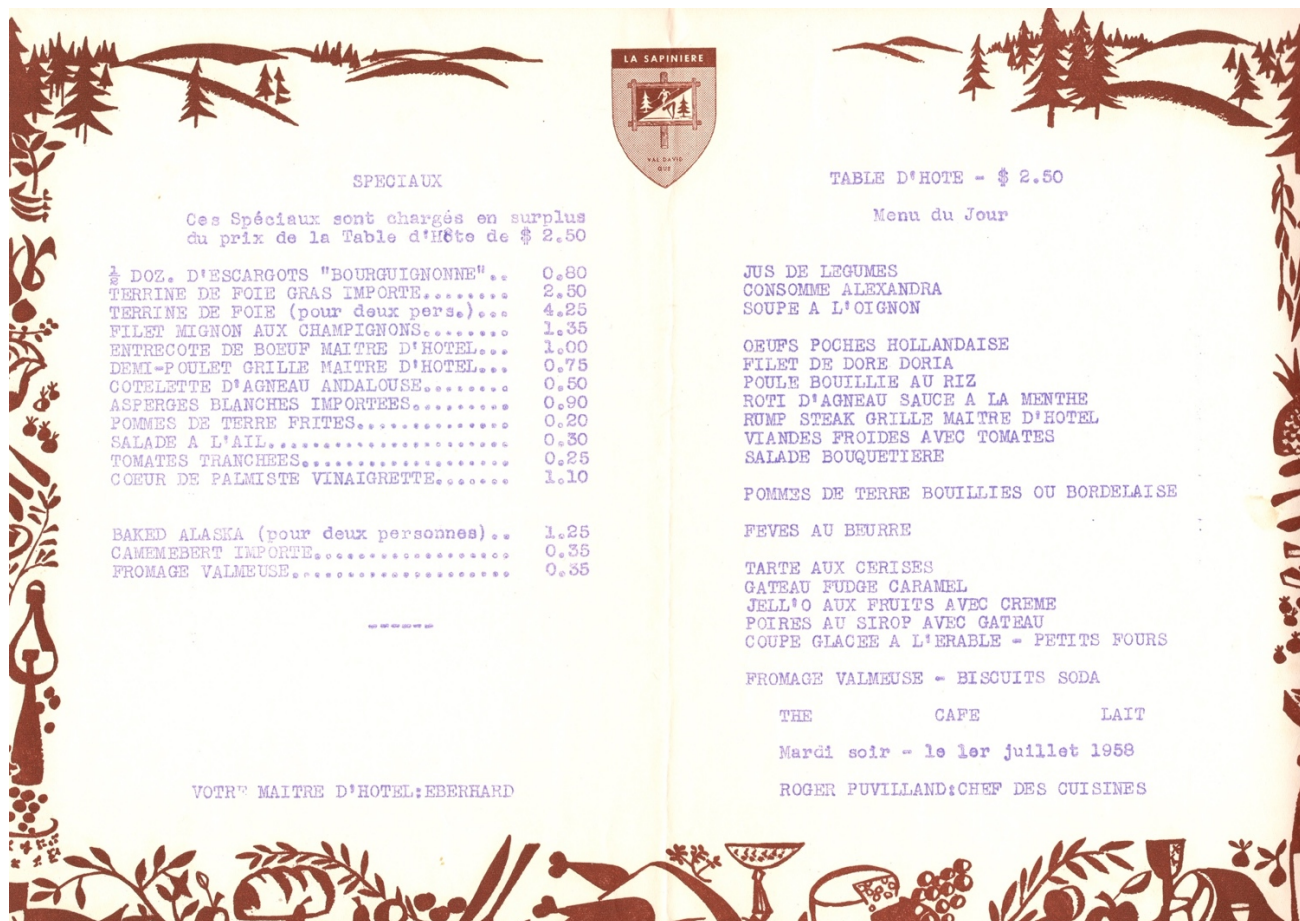 LA SAPINIERE
VAL DAVID
QUE
SPECIAUX
Ces Spéciaux sont chargés en surplus
du prix de la Table d'Hôte de $ 2.50
½ DOZ. D'ESCARGOTS "BOURGUIGNONNE".. 0.80
TERRINE DE FOIE GRAS IMPORTE........ 2.50
TERRINE DE FOIE (pour deux pers.)... 4.25
FILET MIGNON AUX CHAMPIGNONS........ 1.35
ENTRECOTE DE BOEUF MAITRE D'HOTEL... 1.00
DEMI-POULET GRILLE MAITRE D'HOTEL... 0.75
COTELETTE D'AGNEAU ANDALOUSE........ 0.50
ASPERGES BLANCHES IMPORTEES......... 0.90
POMMES DE TERRE FRITES.............. 0.20
SALADE A L'AIL...................... 0.30
TOMATES TRANCHEES................... 0.25
COEUR DE PALMISTE VINAIGRETTE....... 1.10
BAKED ALASKA (pour deux personnes).. 1.25
CAMEMEBERT IMPORTE.................. 0.35
FROMAGE VALMEUSE.................... 0.35
-----
VOTRE MAITRE D'HOTEL:EBERHARD
TABLE D'HOTE - $ 2.50
Menu du Jour
JUS DE LEGUMES
CONSOMME ALEXANDRA
SOUPE A L'OIGNON
OEUFS POCHES HOLLANDAISE
FILET DE DORE DORIA
POULE BOUILLIE AU RIZ
ROTI D'AGNEAU SAUCE A LA MENTHE
RUMP STEAK GRILLE MAITRE D'HOTEL
VIANDES FROIDES AVEC TOMATES
SALADE BOUQUETIERE
POMMES DE TERRE BOUILLIES OU BORDELAISE
FEVES AU BEURRE
TARTE AUX CERISES
GATEAU FUDGE CARAMEL
JELL'O AUX FRUITS AVEC CREME
POIRES AU SIROP AVEC GATEAU
COUPE GLACEE A L'ERABLE - PETITS FOURS
FROMAGE VALMEUSE - BISCUITS SODA
THE CAFE LAIT
Mardi soir - le 1er juillet 1958
ROGER PUVILLAND:CHEF DES CUISINES